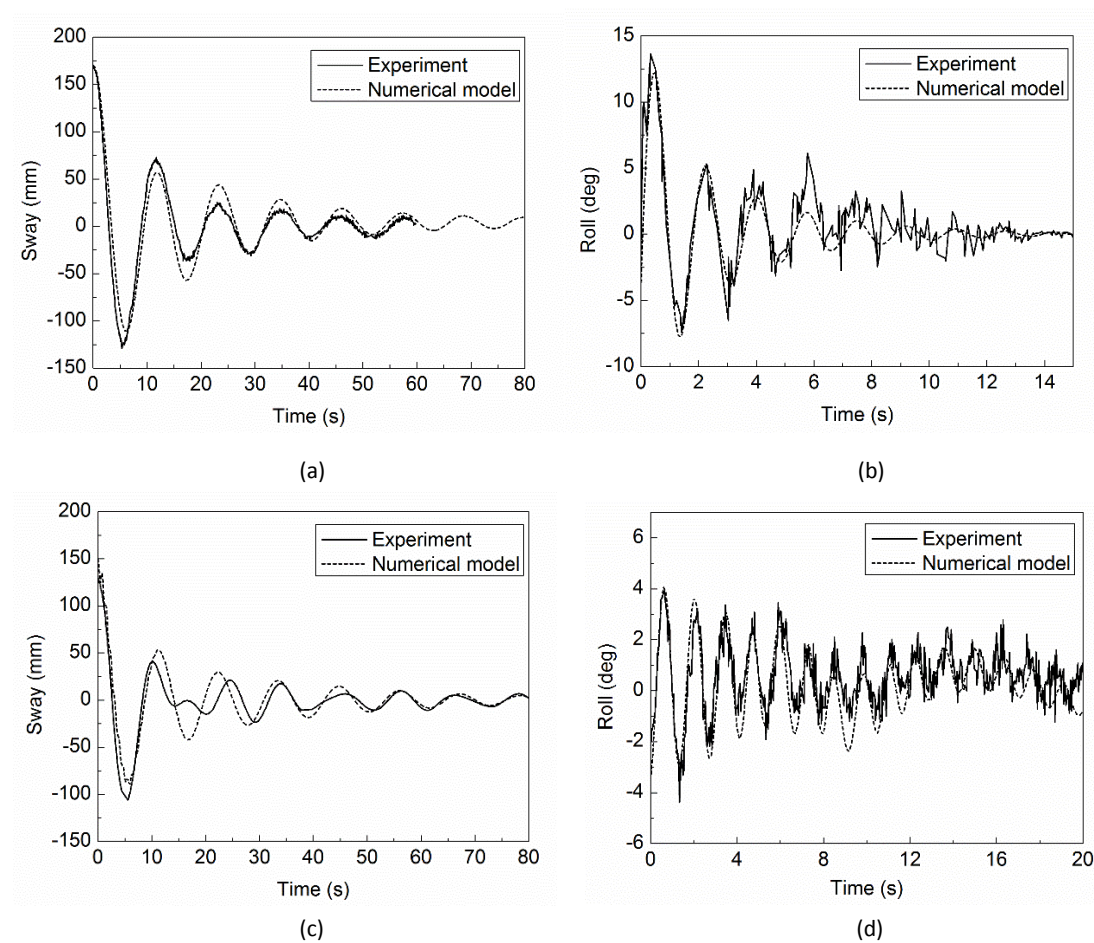 200
150
100
50
0
-50
-100
-150
Sway (mm)
Experiment
Numerical model
0 10 20 30 40 50 60 70 80
Time (s)
(a)
15
10
5
0
-5
-10
Roll (deg)
Experiment
Numerical model
0 2 4 6 8 10 12 14
Time (s)
(b)
200
150
100
50
0
-50
-100
-150
Sway (mm)
Experiment
Numerical model
0 10 20 30 40 50 60 70 80
Time (s)
(c)
6
4
2
0
-2
-4
-6
Roll (deg)
Experiment
Numerical model
0 4 8 12 16 20
Time (s)
(d)